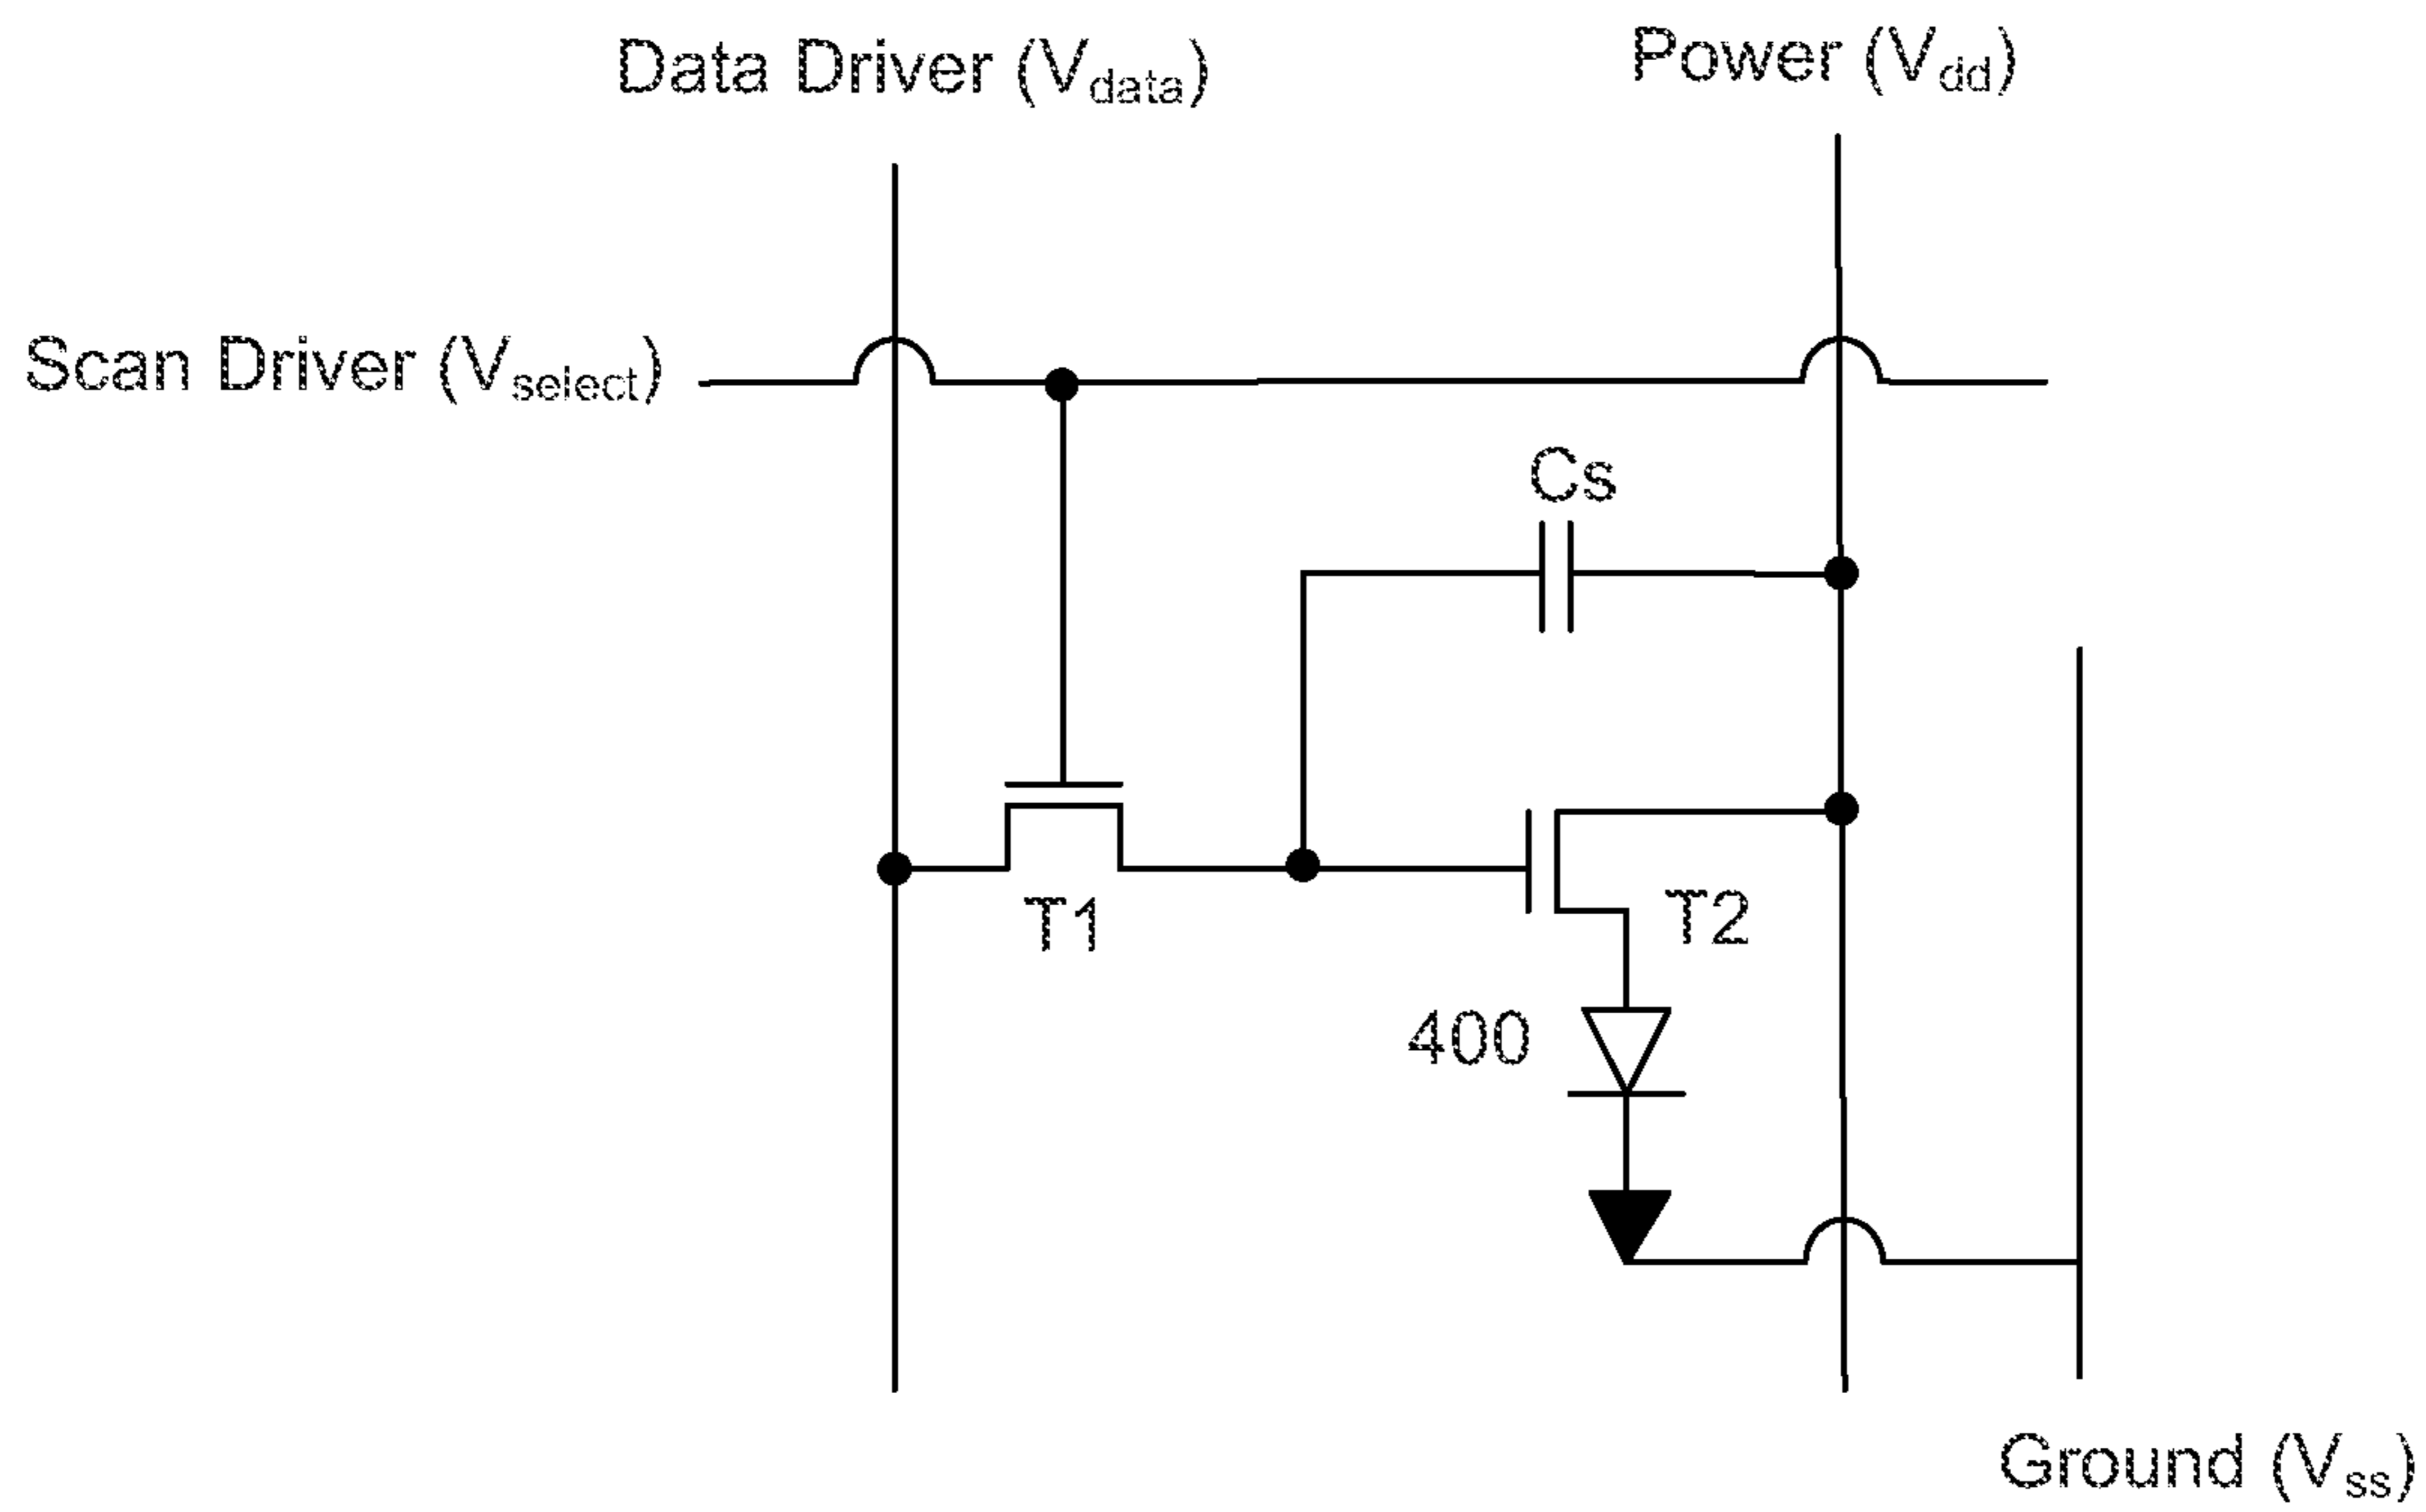 Data Driver (Vdata)
Power (Vdd)
Scan Driver (Vselect)
Cs
T1
T2
400
Ground (Vss)